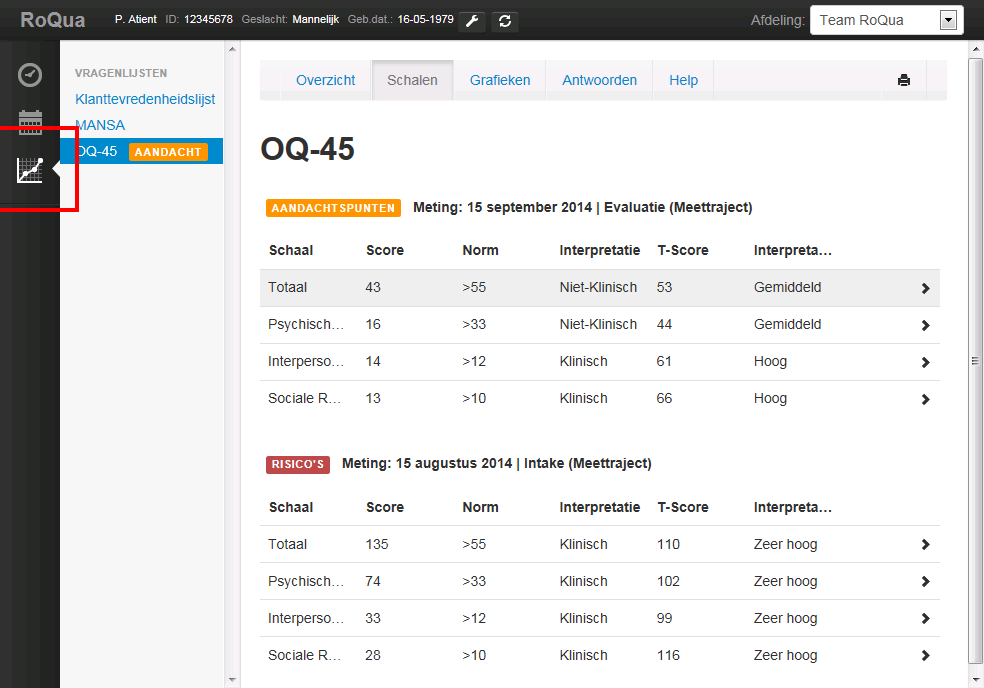 RoQua P. Atient ID: 12345678 Geslacht: Mannelijk Geb.dat.: 16-05-1979 Afdeling: Team RoQua
VRAGENLIJSTEN
Klanttevredenheidslijst
MANSA
OQ-45 AANDACHT
Overzicht Schalen Grafieken Antwoorden Help
OQ-45
AANDACHTSPUNTEN Meting: 15 september 2014 | Evaluatie (Meettraject)
Schaal Score Norm Interpretatie T-Score Interpreta...
Totaal 43 >55 Niet-Klinisch 53 Gemiddeld
Psychisch... 16 >33 Niet-Klinisch 44 Gemiddeld
Interperso... 14 >12 Klinisch 61 Hoog
Sociale R... 13 >10 Klinisch 66 Hoog
RISICO'S Meting: 15 augustus 2014 | Intake (Meettraject)
Schaal Score Norm Interpretatie T-Score Interpreta...
Totaal 135 >55 Klinisch 110 Zeer hoog
Psychisch... 74 >33 Klinisch 102 Zeer hoog
Interperso... 33 >12 Klinisch 99 Zeer hoog
Sociale R... 28 >10 Klinisch 116 Zeer hoog